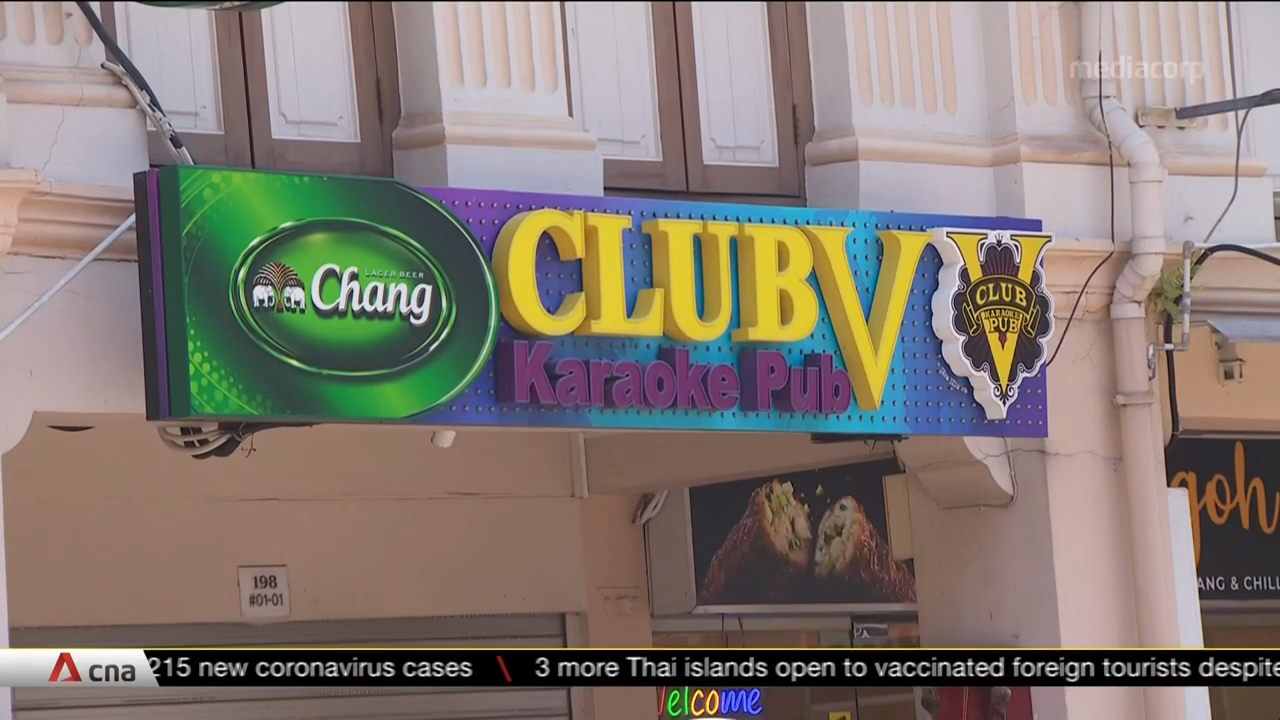 mediacorp
LAGER BEER
Chang
CLUB V
Karaoke Pub
CLUB
KARAOKE
PUB
198
#01-01
goh
ANG & CHILL
cna
215 new coronavirus cases \ 3 more Thai islands open to vaccinated foreign tourists despite
Welcome